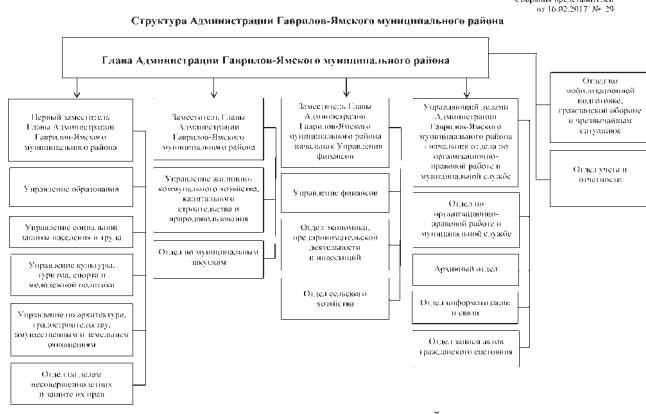 Собрания представителей
от 16.02.2017 № 29
Структура Администрации Гаврилов-Ямского муниципального района
Глава Администрации Гаврилов-Ямского муниципального района
Первый заместитель
Главы Администрации
Гаврилов-Ямского
муниципального района
Управление образования
Управление социальной
защиты населения и труда
Управление культуры,
туризма, спорта и
молодежной политики
Управление по архитектуре,
градостроительству,
имущественным и земельным
отношениям
Отдел по делам
несовершеннолетних
и защите их прав
Заместитель Главы
Администрации
Гаврилов-Ямского
муниципального района
Управление жилищно-
коммунального хозяйства,
капитального
строительства и
природопользования
Отдел по муниципальным
закупкам
Заместитель Главы
Администрации
Гаврилов-Ямского
муниципального района
начальник Управления
финансов
Управление финансов
Отдел экономики,
предпринимательской
деятельности
и инвестиций
Отдел сельского
хозяйства
Управляющий делами
Администрации
Гаврилов-Ямского
муниципального района
- начальник отдела по
организационно-
правовой работе и
муниципальной службе
Отдел по
организационно-
правовой работе и
муниципальной службе
Архивный отдел
Отдел информатизации
и связи
Отдел записи актов
гражданского состояния
Отдел по
мобилизационной
подготовке,
гражданской обороне
и чрезвычайным
ситуациям
Отдел учета и
отчетности